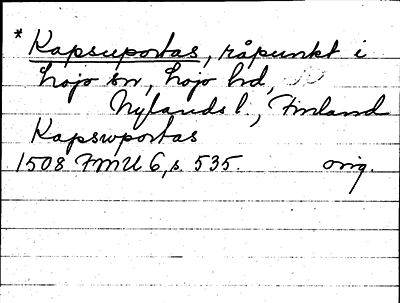 * Kapsuportas, råpunkt i
Lojo sn, Lojo hd,
Nylands l., Finland
Kapswportas
1508 FMU 6, s. 535. orig.